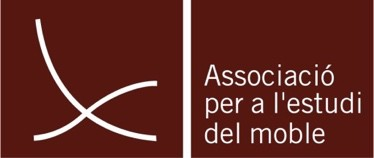 Associació
per a l'estudi
del moble